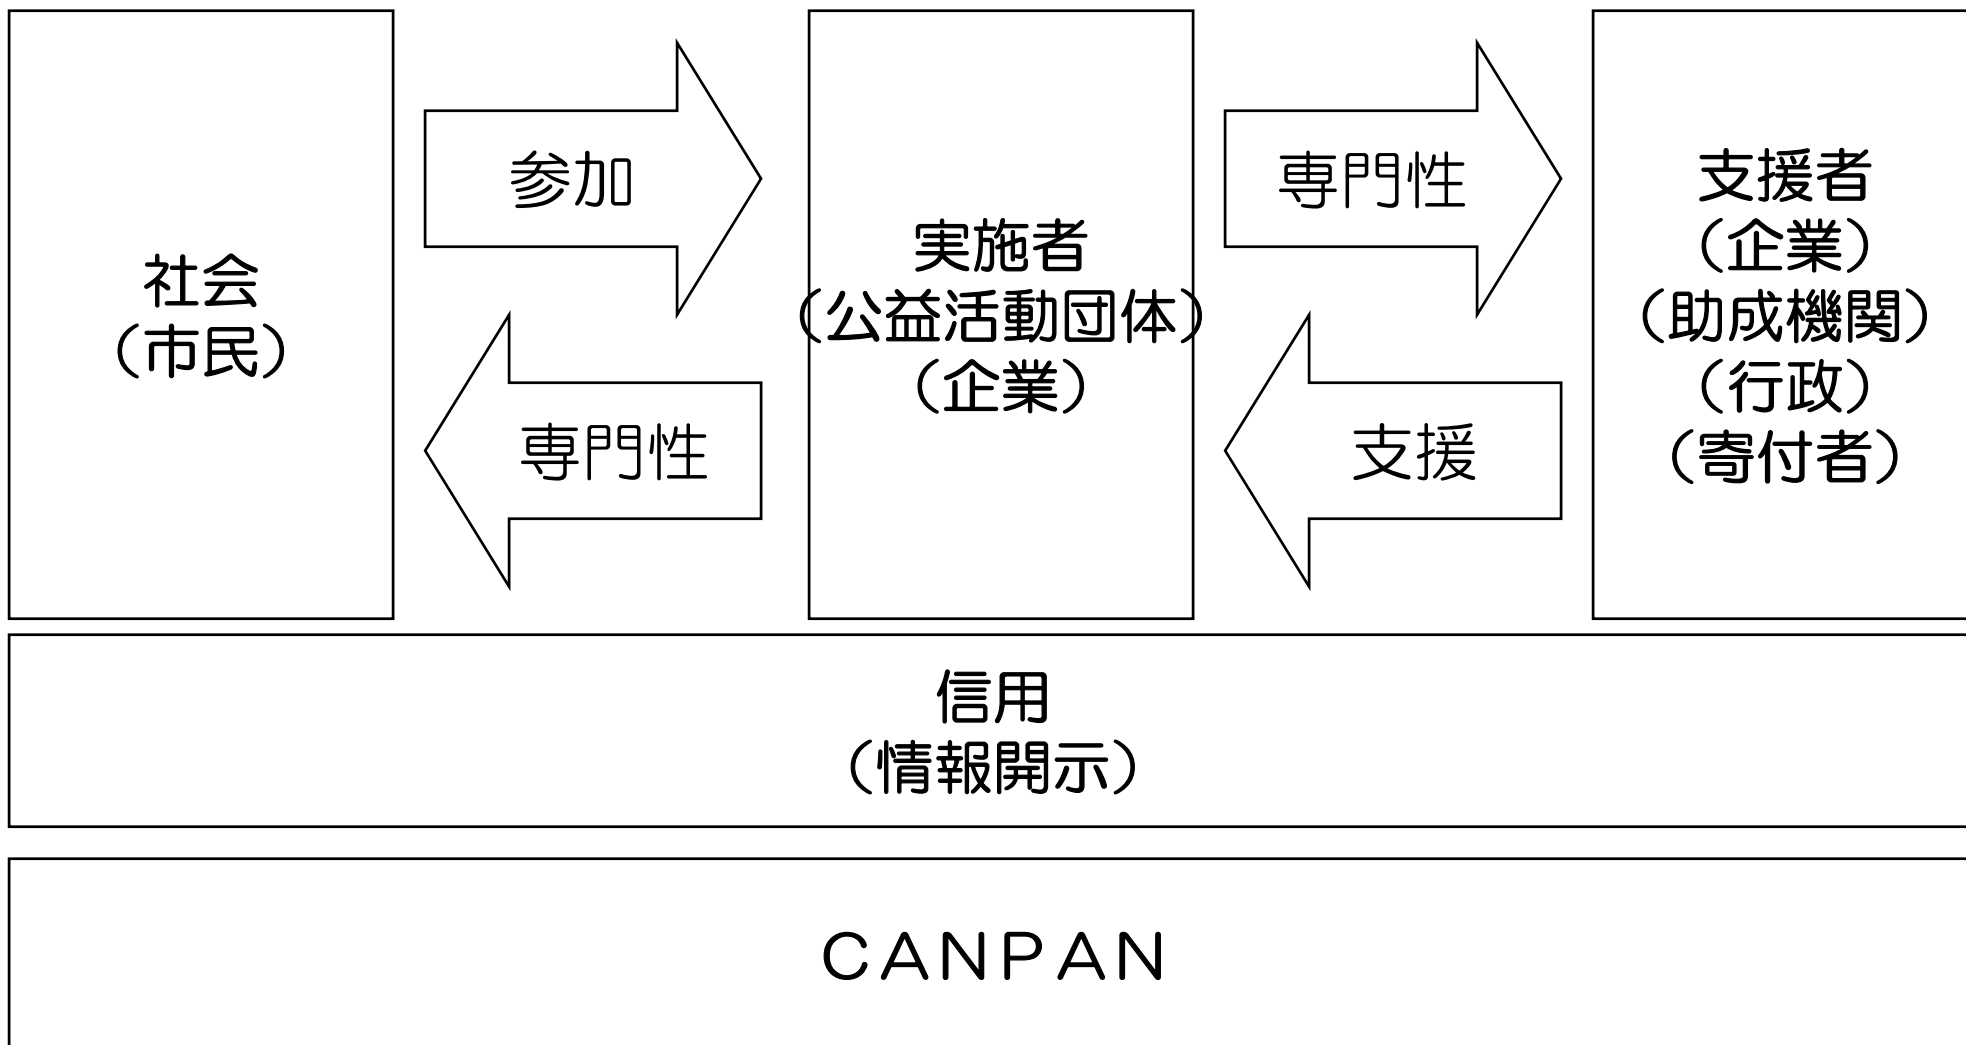 社会
（市民）
参加
専門性
実施者
（公益活動団体）
（企業）
専門性
支援
支援者
（企業）
（助成機関）
（行政）
（寄付者）
信用
（情報開示）
ＣＡＮＰＡＮ